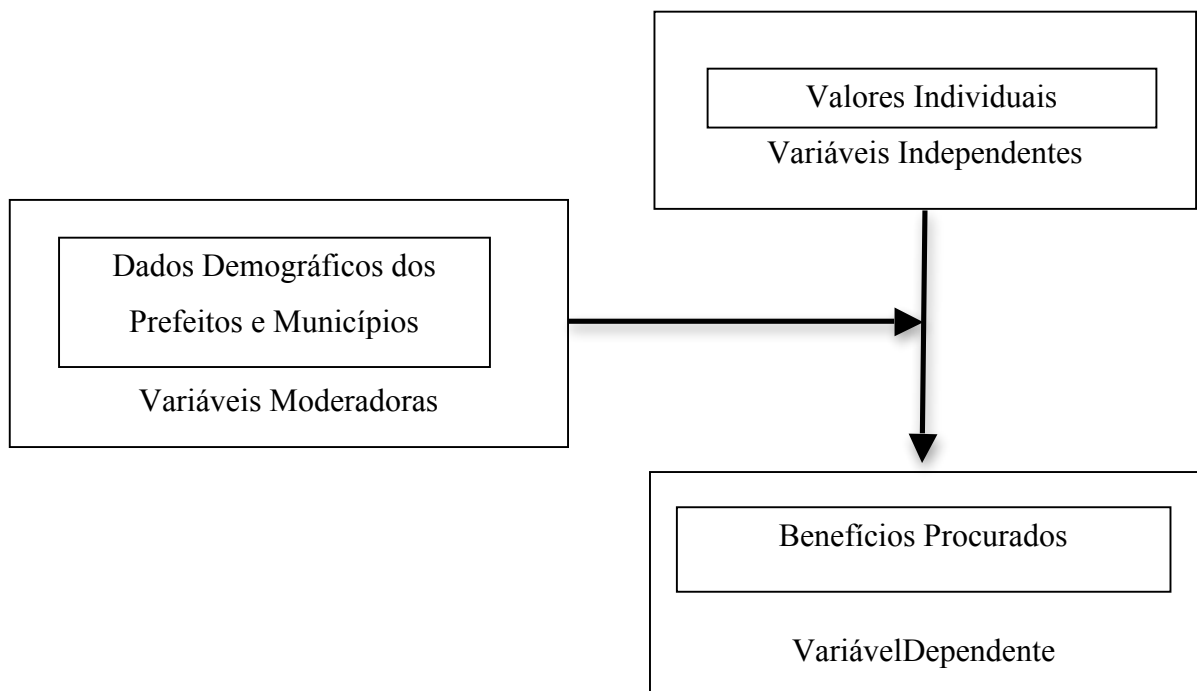 Valores Individuais
Variáveis Independentes
Dados Demográficos dos
Prefeitos e Municípios
Variáveis Moderadoras
Benefícios Procurados
VariávelDependente